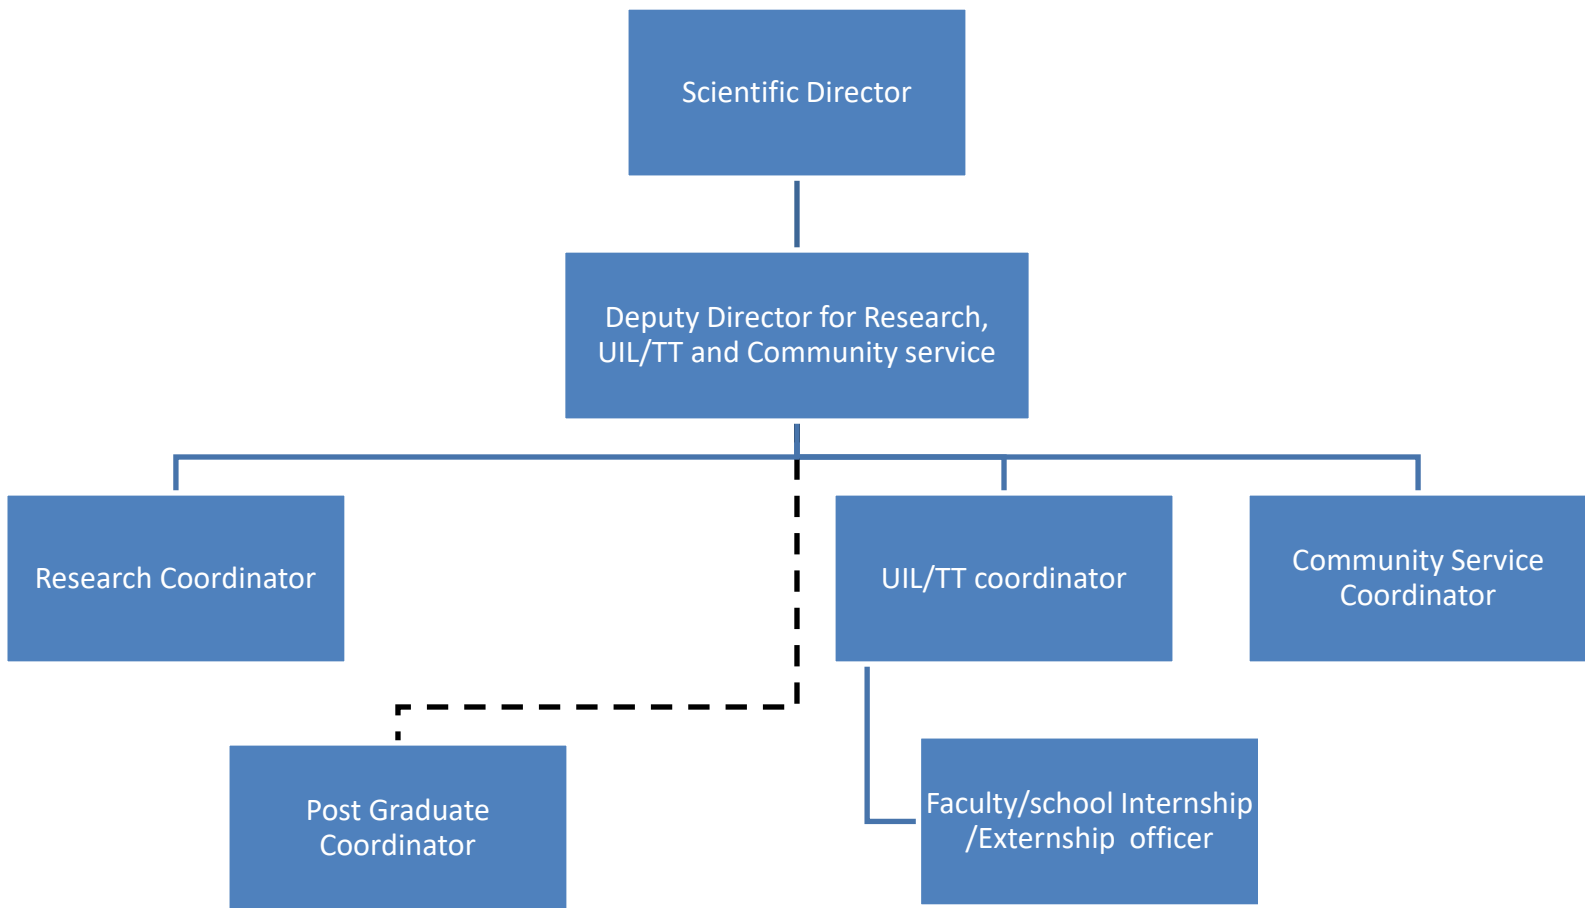 Scientific Director
Deputy Director for Research,
UIL/TT and Community service
Research Coordinator
UIL/TT coordinator
Community Service
Coordinator
Post Graduate
Coordinator
Faculty/school Internship
/Externship  officer